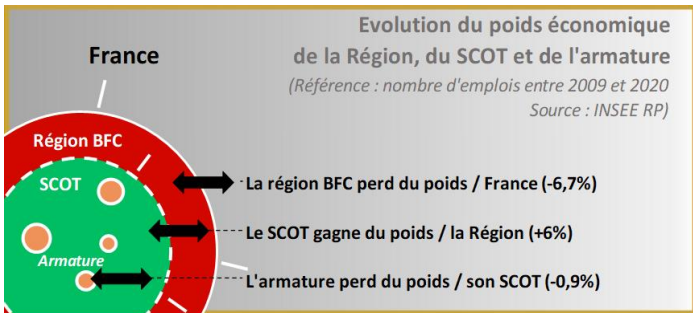 Evolution du poids économique
de la Région, du SCOT et de l'armature
(Référence : nombre d'emplois entre 2009 et 2020
Source : INSEE RP)
France
Région BFC
SCOT
Armature
La région BFC perd du poids / France (-6,7%)
Le SCOT gagne du poids / la Région (+6%)
L'armature perd du poids / son SCOT (-0,9%)